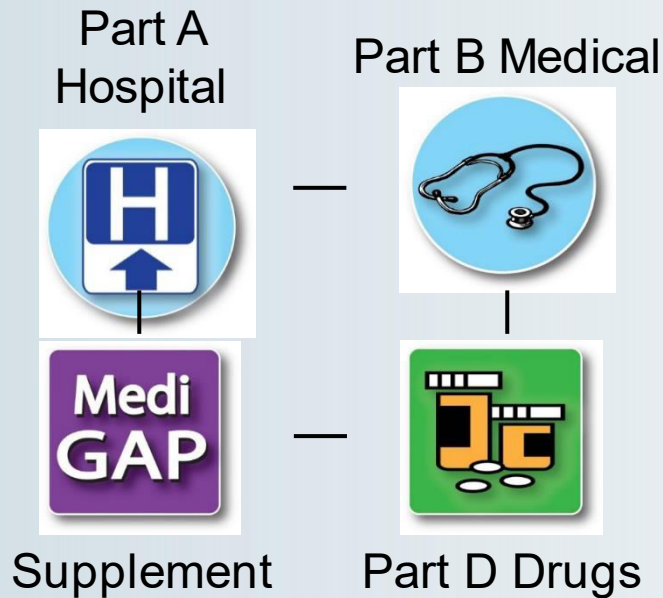 Part A
Hospital
Part B Medical
H
Medi
GAP
Supplement
Part D Drugs